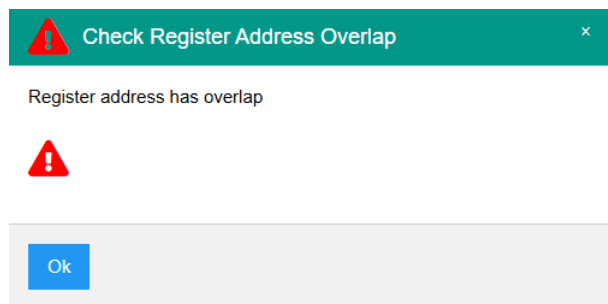 Check Register Address Overlap
×
Register address has overlap
Ok